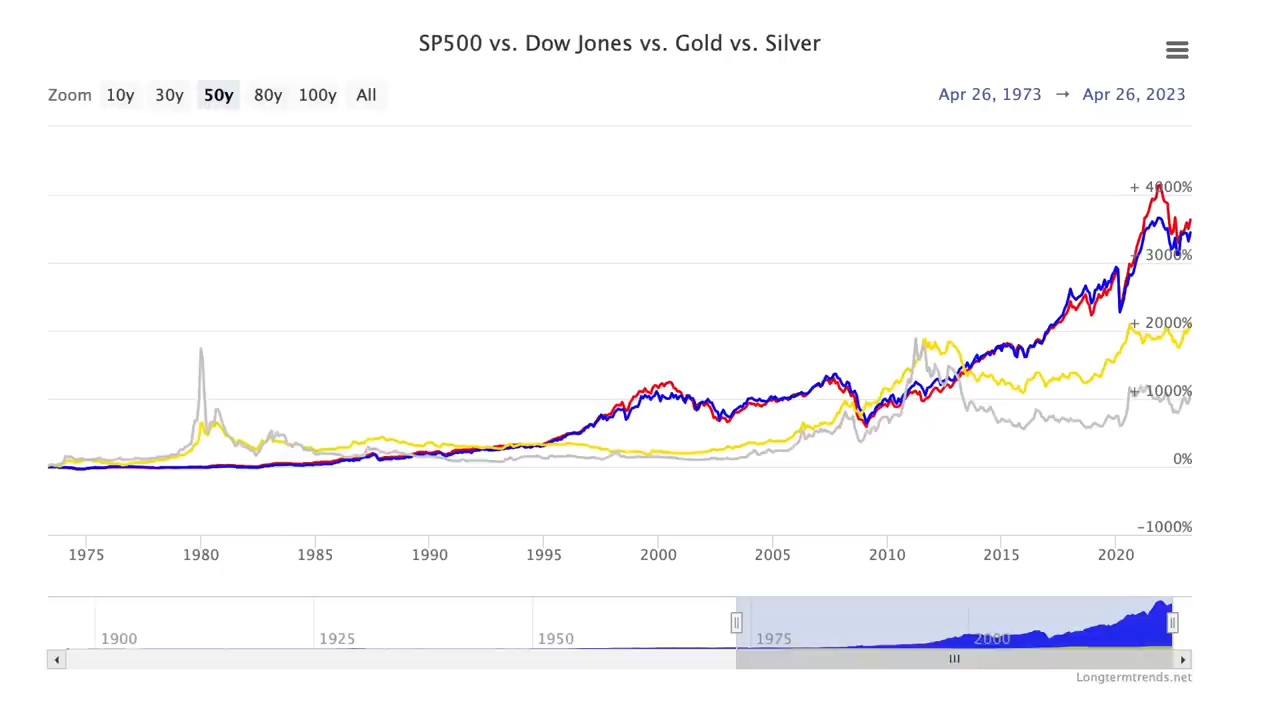 SP500 vs. Dow Jones vs. Gold vs. Silver
Zoom 10y 30y 50y 80y 100y All Apr 26, 1973 → Apr 26, 2023
+ 4000%
+ 3000%
+ 2000%
+ 1000%
0%
-1000%
1975 1980 1985 1990 1995 2000 2005 2010 2015 2020
1900 1925 1950 1975 2000
Longtermtrends.net